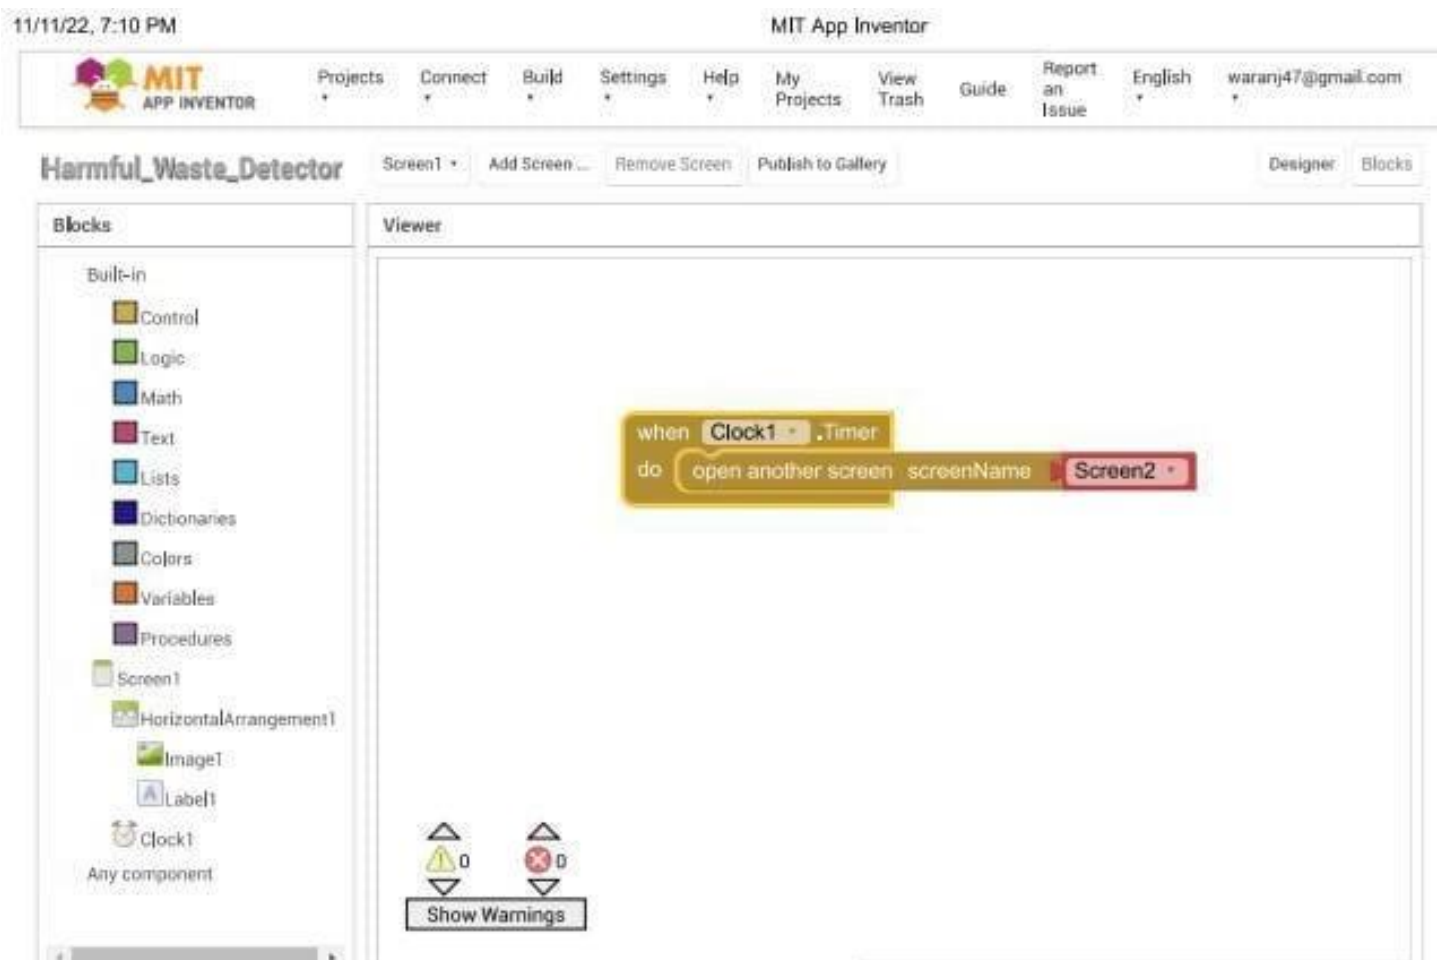 11/11/22, 7:10 PM
MIT App Inventor
MIT
APP INVENTOR
Projects
Connect
Build
Settings
Help
My
Projects
View
Trash
Guide
Report
an
Issue
English
waranj47@gmail.com
Harmful_Waste_Detector
Screen1
Add Screen ...
Remove Screen
Publish to Gallery
Designer
Blocks
Blocks
Viewer
Built-in
Control
Logic
Math
Text
Lists
Dictionaries
Colors
Variables
Procedures
Screen1
HorizontalArrangement1
Image1
Label1
Clock1
Any component
when Clock1 .Timer
do open another screen screenName Screen2
0 0
Show Warnings